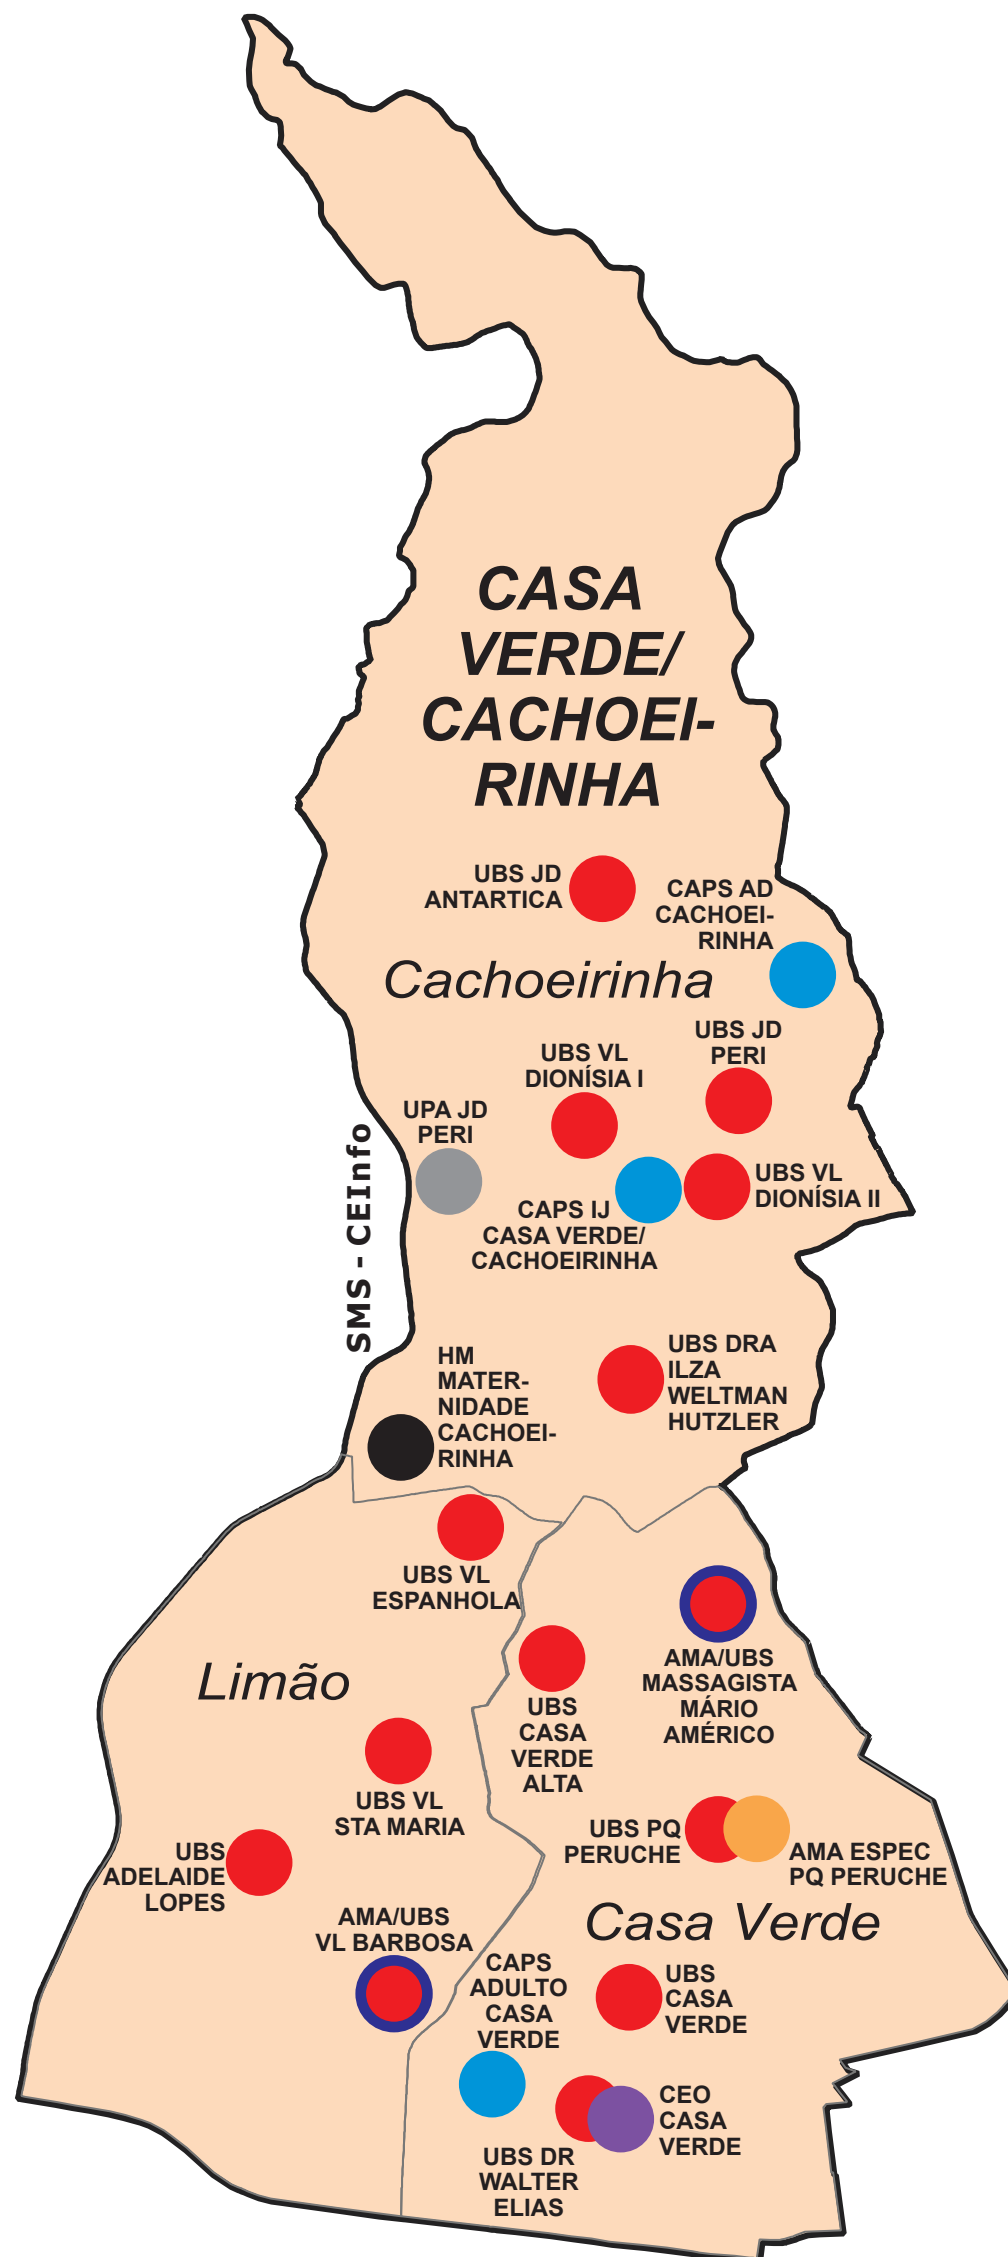 CASA
VERDE/
CACHOEI-
RINHA
UBS JD
ANTARTICA
CAPS AD
CACHOEI-
RINHA
Cachoeirinha
UBS JD
PERI
UBS VL
DIONÍSIA I
UPA JD
PERI
UBS VL
DIONÍSIA II
CAPS IJ
CASA VERDE/
CACHOEIRINHA
SMS - CEInfo
UBS DRA
ILZA
WELTMAN
HUTZLER
HM
MATER-
NIDADE
CACHOEI-
RINHA
UBS VL
ESPANHOLA
Limão
AMA/UBS
MASSAGISTA
MÁRIO
AMÉRICO
UBS
CASA
VERDE
ALTA
UBS VL
STA MARIA
UBS PQ
PERUCHE
AMA ESPEC
PQ PERUCHE
UBS
ADELAIDE
LOPES
AMA/UBS
VL BARBOSA
Casa Verde
CAPS
ADULTO
CASA
VERDE
UBS
CASA
VERDE
CEO
CASA
VERDE
UBS DR
WALTER
ELIAS